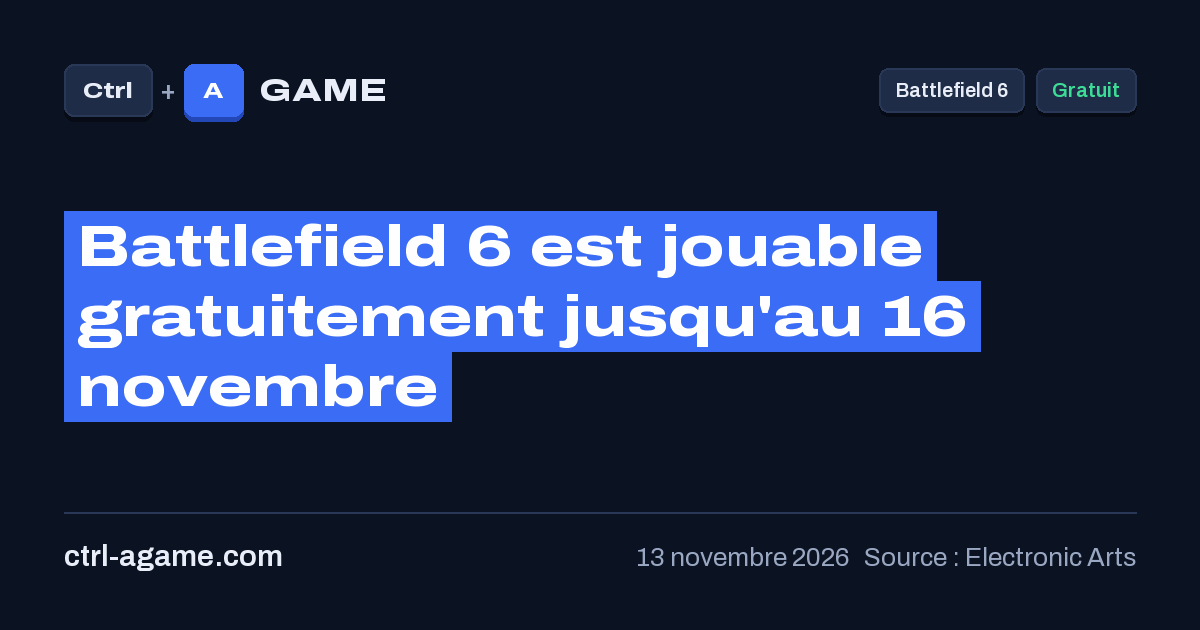 Ctrl + A GAME
Battlefield 6 Gratuit
Battlefield 6 est jouable
gratuitement jusqu'au 16
novembre
ctrl-agame.com
13 novembre 2026 Source : Electronic Arts